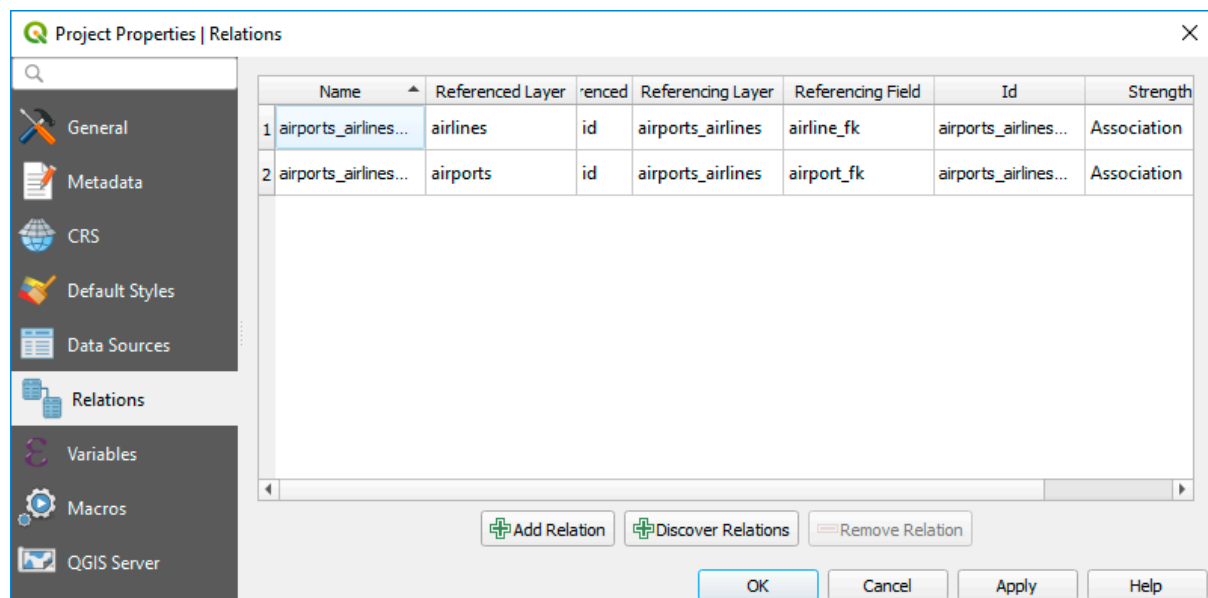 Project Properties | Relations
General
Metadata
CRS
Default Styles
Data Sources
Relations
Variables
Macros
QGIS Server
Name Referenced Layer renced Referencing Layer Referencing Field Id Strength
1 airports_airlines... airlines id airports_airlines airline_fk airports_airlines... Association
2 airports_airlines... airports id airports_airlines airport_fk airports_airlines... Association
Add Relation Discover Relations Remove Relation
OK Cancel Apply Help